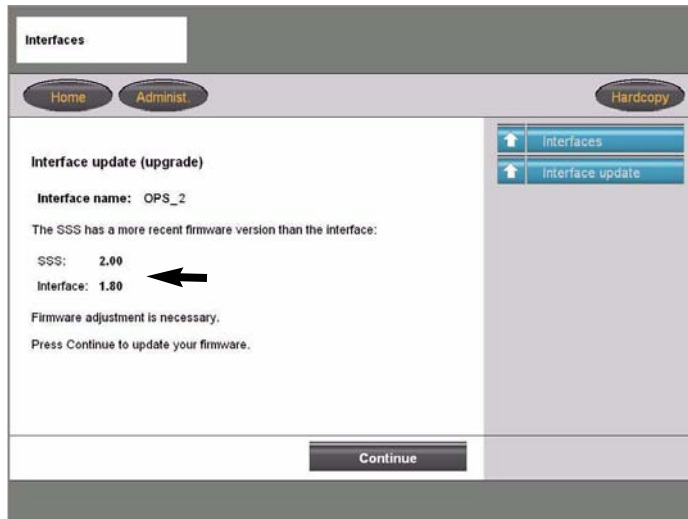 Interfaces
Home
Administ.
Hardcopy
Interfaces
Interface update
Interface update (upgrade)
Interface name: OPS_2
The SSS has a more recent firmware version than the interface:
SSS: 2.00
Interface: 1.80
Firmware adjustment is necessary.
Press Continue to update your firmware.
Continue